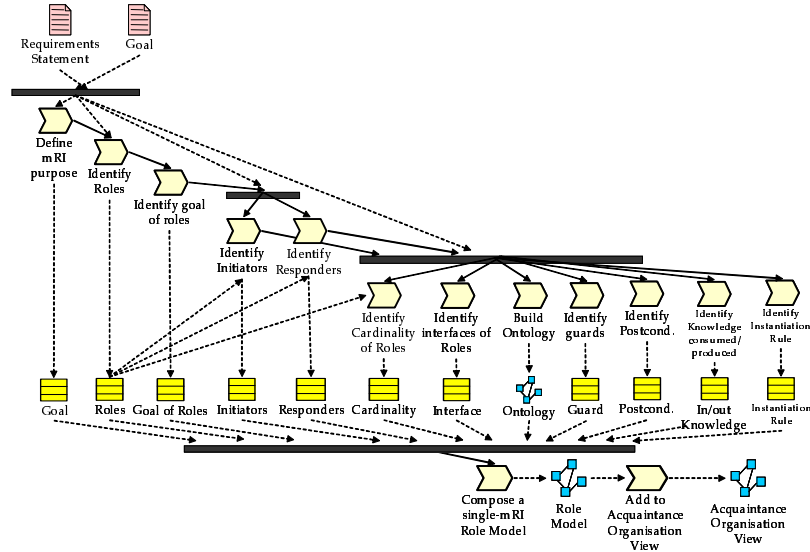 Requirements
Statement
Goal
Define
mRI
purpose
Identify
Roles
Identify goal
of roles
Identify
Initiators
Identify
Responders
Identify
Cardinality
of Roles
Identify
interfaces of
Roles
Build
Ontology
Identify
guards
Identify
Postcond.
Identify
Knowledge
consumed/
produced
Identify
Instantiation
Rule
Goal
Roles
Goal of Roles
Initiators
Responders
Cardinality
Interface
Ontology
Guard
Postcond.
In/out
Knowledge
Instantiation
Rule
Compose a
single-mRI
Role Model
Role
Model
Add to
Acquaintance
Organisation
View
Acquaintance
Organisation
View